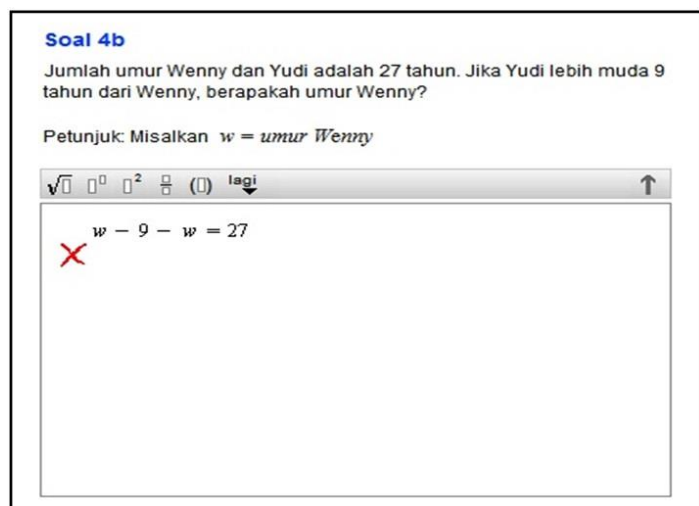 Soal 4b
Jumlah umur Wenny dan Yudi adalah 27 tahun. Jika Yudi lebih muda 9
tahun dari Wenny, berapakah umur Wenny?
Petunjuk: Misalkan w = umur Wenny
√▯ ▯^▯ ▯² ▯/▯ (▯) lagi ↑
w − 9 − w = 27